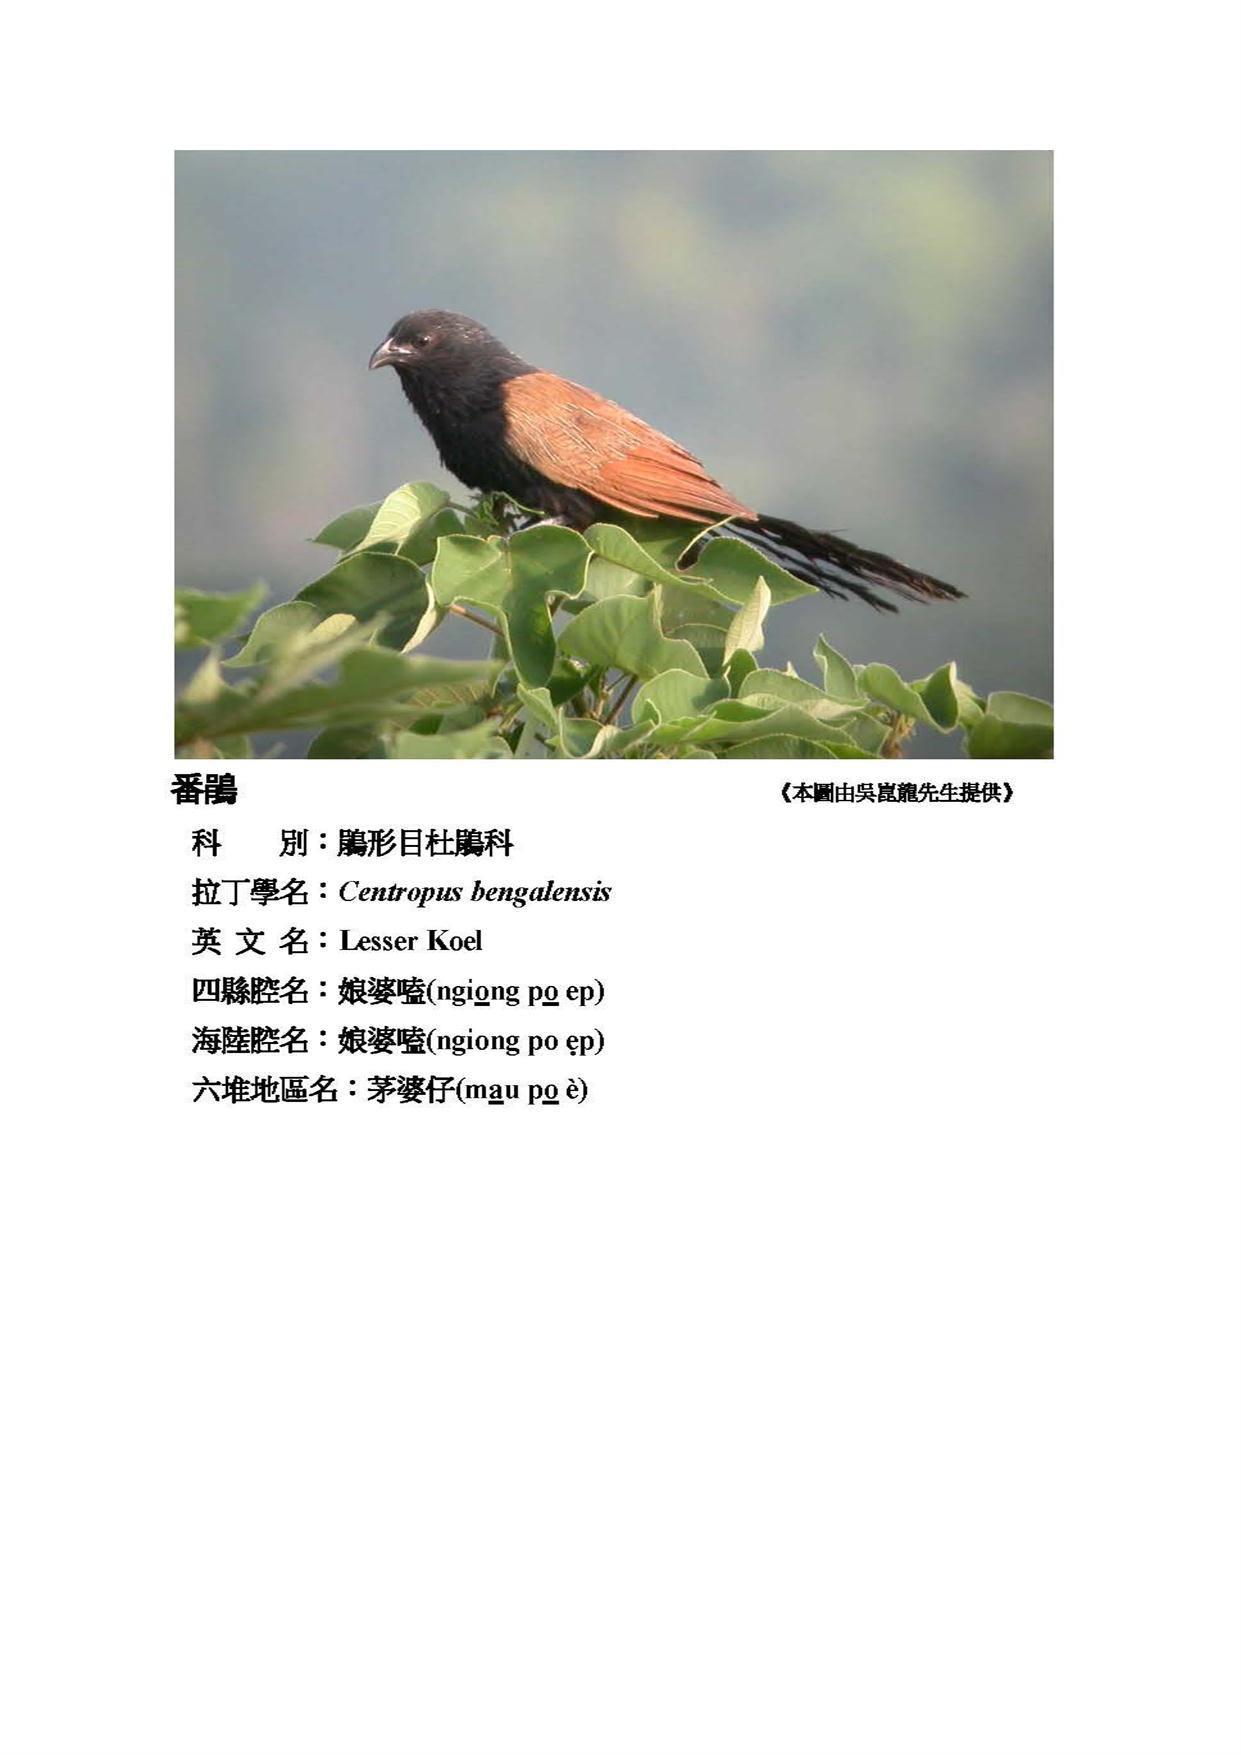 番鵑 《本圖由吳崑龍先生提供》
科　　別：鵑形目杜鵑科
拉丁學名：Centropus bengalensis
英 文 名：Lesser Koel
四縣腔名：娘婆嗑(ngio̲ng po̲ ep)
海陸腔名：娘婆嗑(ngiong po ẹp)
六堆地區名：茅婆仔(ma̲u po̲ è)